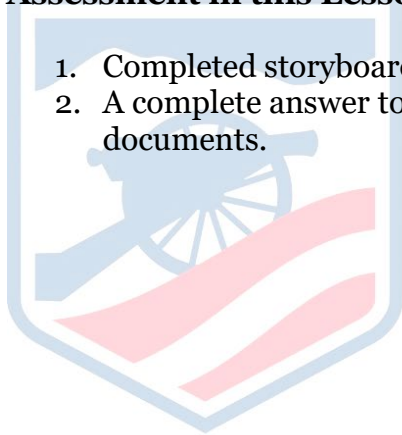 Assessment in this Less
1. Completed storyboar
2. A complete answer to
documents.